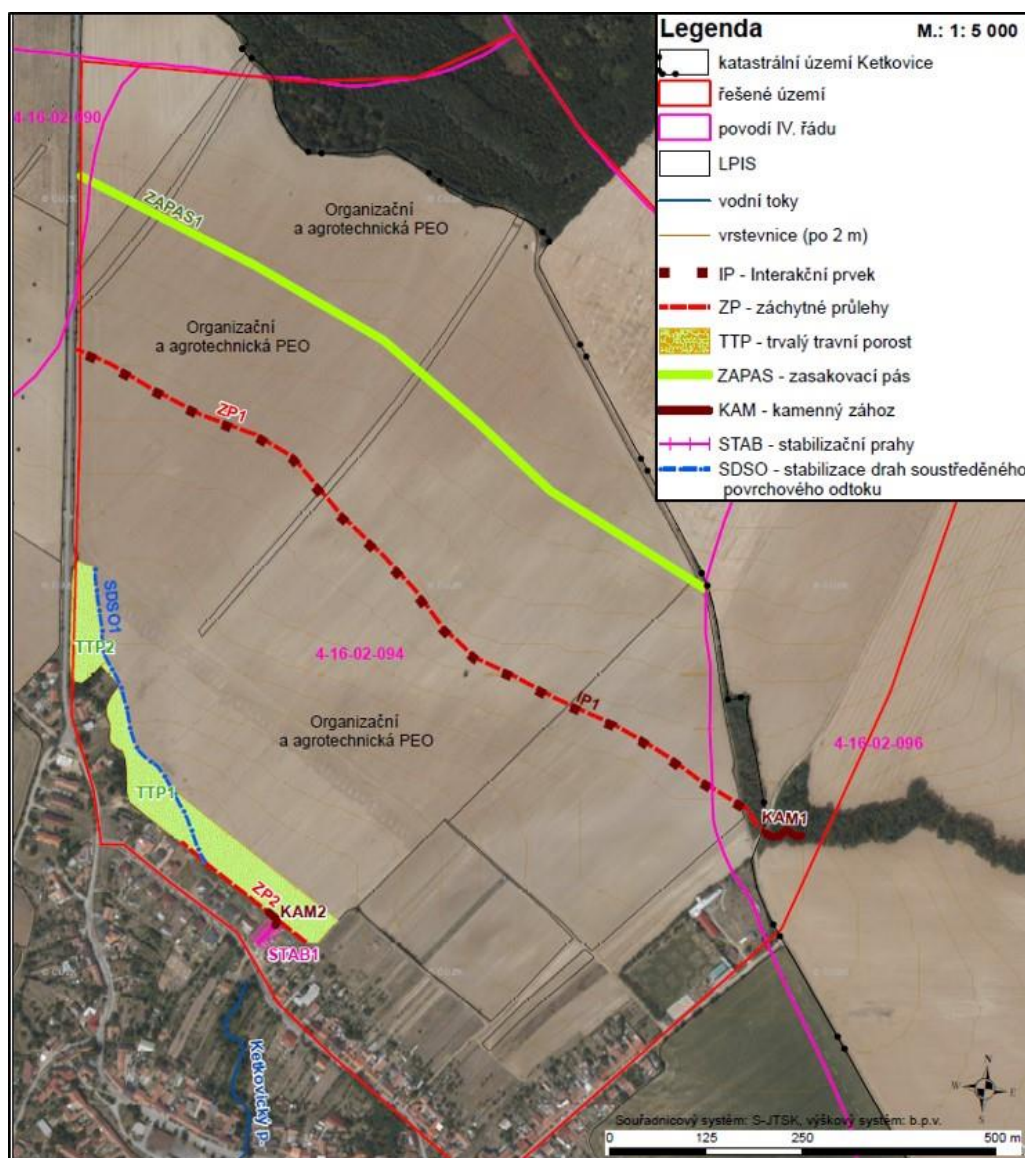 Legenda M.: 1: 5 000
katastrální území Ketkovice
řešené území
povodí IV. řádu
LPIS
vodní toky
vrstevnice (po 2 m)
IP - Interakční prvek
ZP - záchytné průlehy
TTP - trvalý travní porost
ZAPAS - zasakovací pás
KAM - kamenný zához
STAB - stabilizační prahy
SDSO - stabilizace drah soustředěného
povrchového odtoku
4-16-02-090
ZAPAS1
Organizační
a agrotechnická PEO
Organizační
a agrotechnická PEO
ZP1
SDSO1
TTP2
4-16-02-094
IP1
Organizační
a agrotechnická PEO
4-16-02-096
TTP1
KAM1
ZP2
KAM2
STAB1
Ketkovický p.
N
W E
S
Souřadnicový systém: S-JTSK, výškový systém: b.p.v.
0 125 250 500 m